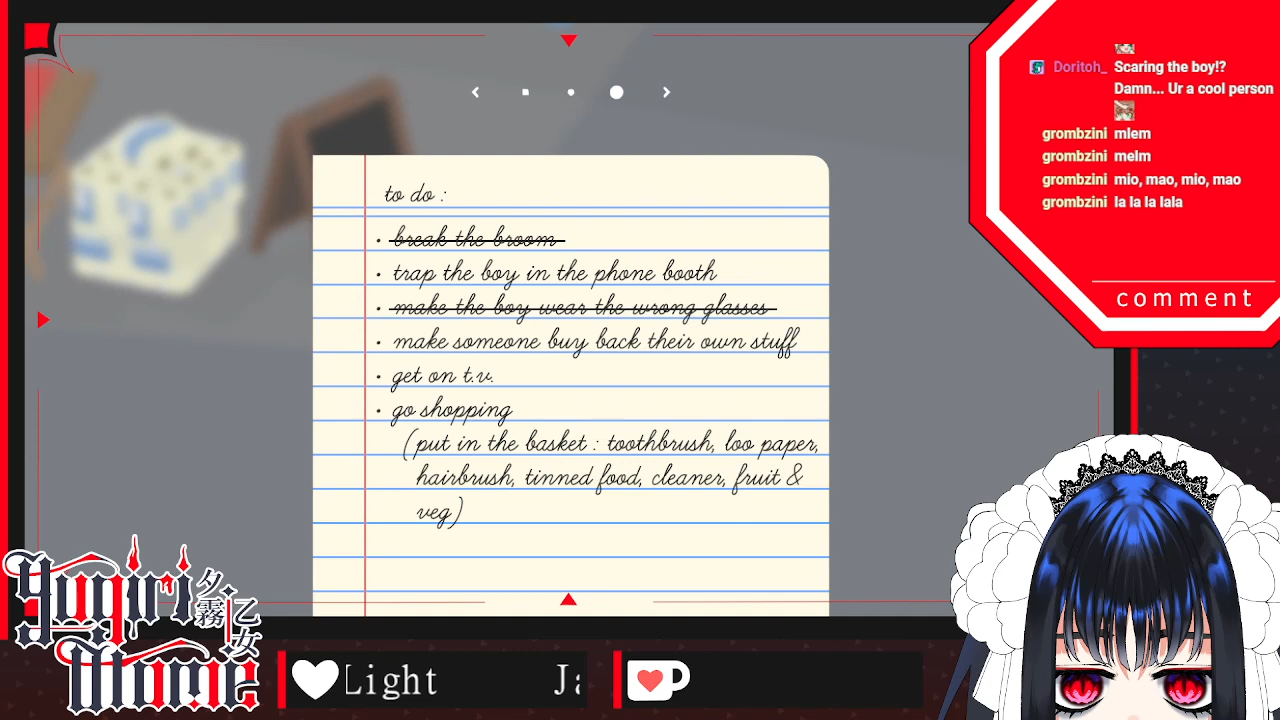 to do :
· break the broom
· trap the boy in the phone booth
· make the boy wear the wrong glasses
· make someone buy back their own stuff
· get on t.v.
· go shopping
(put in the basket : toothbrush, loo paper,
hairbrush, tinned food, cleaner, fruit &
veg)
Doritoh_ Scaring the boy!?
Damn... Ur a cool person
grombzini mlem
grombzini melm
grombzini mio, mao, mio, mao
grombzini la la la lala
comment
Yugiri
夕霧
乙女
Otome
Light